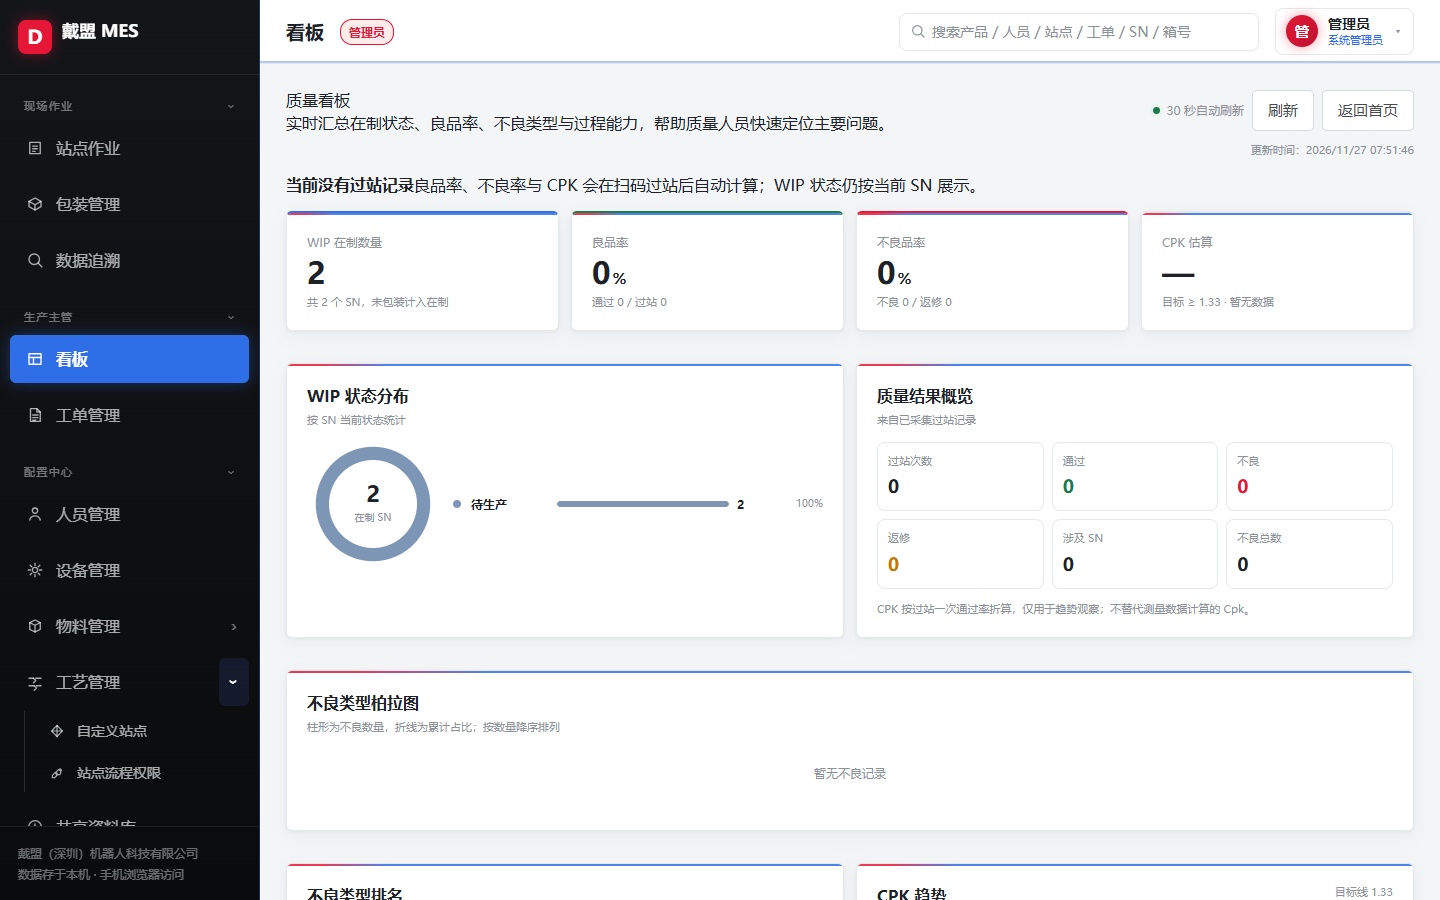 D 戴盟 MES
现场作业
站点作业
包装管理
数据追溯
生产主管
看板
工单管理
配置中心
人员管理
设备管理
物料管理
工艺管理
自定义站点
站点流程权限
共享资料库
戴盟（深圳）机器人科技有限公司
数据存于本机 · 手机浏览器访问
看板 管理员
搜索产品 / 人员 / 站点 / 工单 / SN / 箱号
管 管理员
系统管理员
质量看板
实时汇总在制状态、良品率、不良类型与过程能力，帮助质量人员快速定位主要问题。
30 秒自动刷新 刷新 返回首页
更新时间：2026/11/27 07:51:46
当前没有过站记录良品率、不良率与 CPK 会在扫码过站后自动计算；WIP 状态仍按当前 SN 展示。
WIP 在制数量
2
共 2 个 SN，未包装计入在制
良品率
0%
通过 0 / 过站 0
不良品率
0%
不良 0 / 返修 0
CPK 估算
—
目标 ≥ 1.33 · 暂无数据
WIP 状态分布
按 SN 当前状态统计
2
在制 SN
待生产 2 100%
质量结果概览
来自已采集过站记录
过站次数
0
通过
0
不良
0
返修
0
涉及 SN
0
不良总数
0
CPK 按过站一次通过率折算，仅用于趋势观察；不替代测量数据计算的 Cpk。
不良类型柏拉图
柱形为不良数量，折线为累计占比；按数量降序排列
暂无不良记录
不良类型排名
CPK 趋势
目标线 1.33